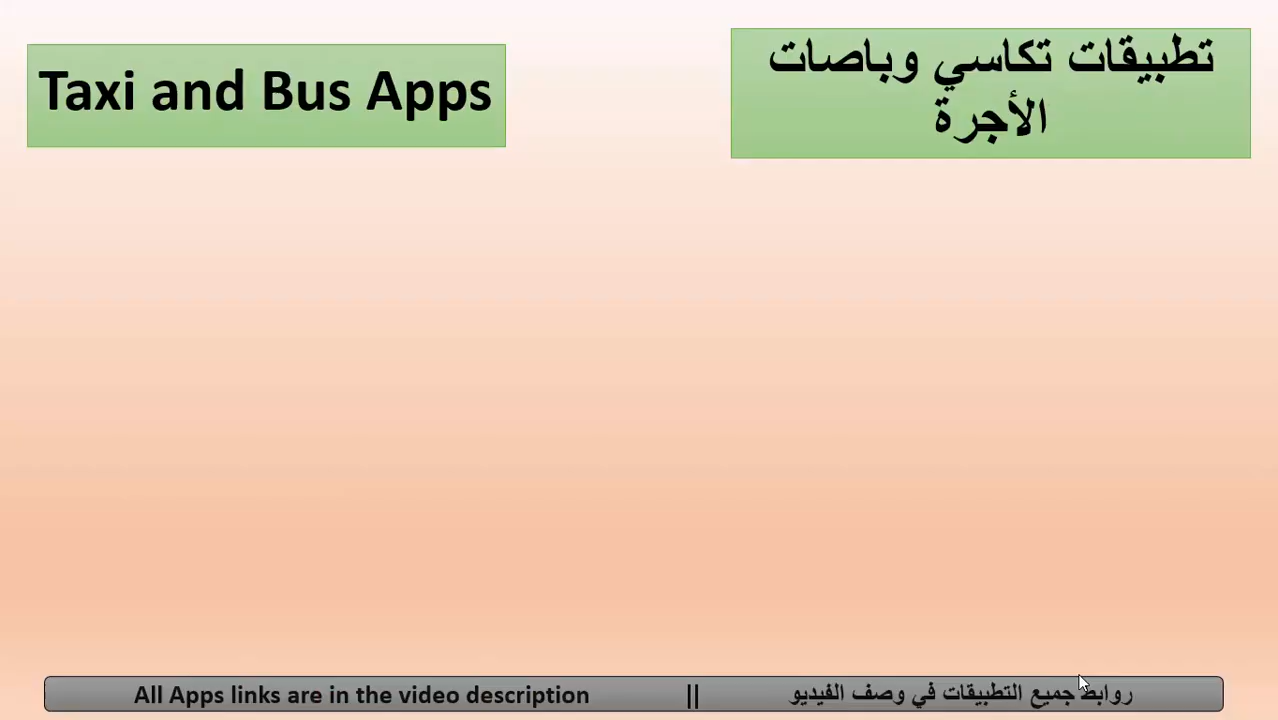 Taxi and Bus Apps
تطبيقات تكاسي وباصات
الأجرة
All Apps links are in the video description || روابط جميع التطبيقات في وصف الفيديو